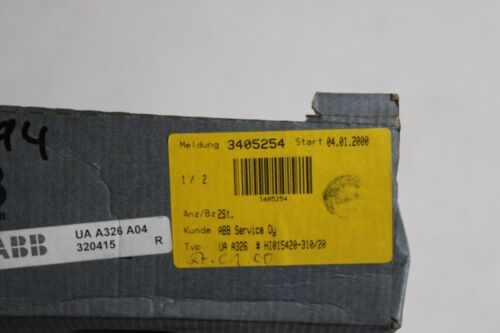 94
Meldung 3405254 Start 04.01.2000
1 / 2
3405254
Anz/Bz 2St.
Kunde ABB Service Oy
Typ UA A326 # HI015420-310/20
27.01.00
ABB
UA A326 A04
320415 R